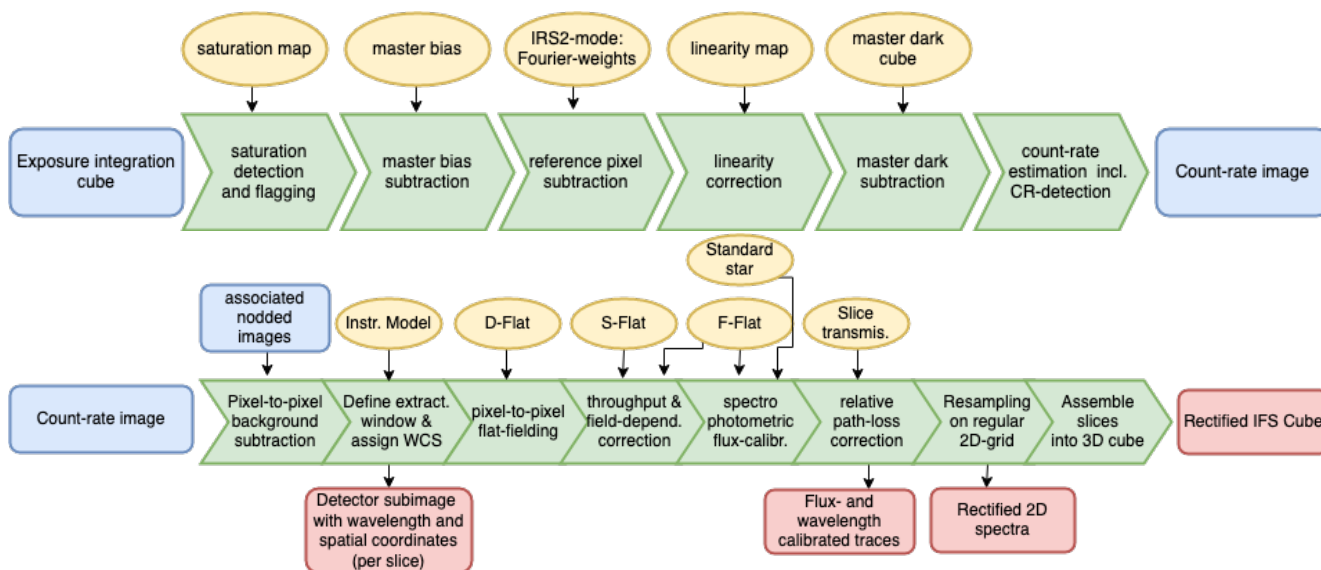 saturation map
master bias
IRS2-mode:
Fourier-weights
linearity map
master dark
cube
Exposure integration
cube
saturation
detection
and flagging
master bias
subtraction
reference pixel
subtraction
linearity
correction
master dark
subtraction
count-rate
estimation incl.
CR-detection
Count-rate image
Standard
star
associated
nodded
images
Instr. Model
D-Flat
S-Flat
F-Flat
Slice
transmis.
Count-rate image
Pixel-to-pixel
background
subtraction
Define extract.
window &
assign WCS
pixel-to-pixel
flat-fielding
throughput &
field-depend.
correction
spectro
photometric
flux-calibr.
relative
path-loss
correction
Resampling
on regular
2D-grid
Assemble
slices
into 3D cube
Rectified IFS Cube
Detector subimage
with wavelength and
spatial coordinates
(per slice)
Flux- and
wavelength
calibrated traces
Rectified 2D
spectra